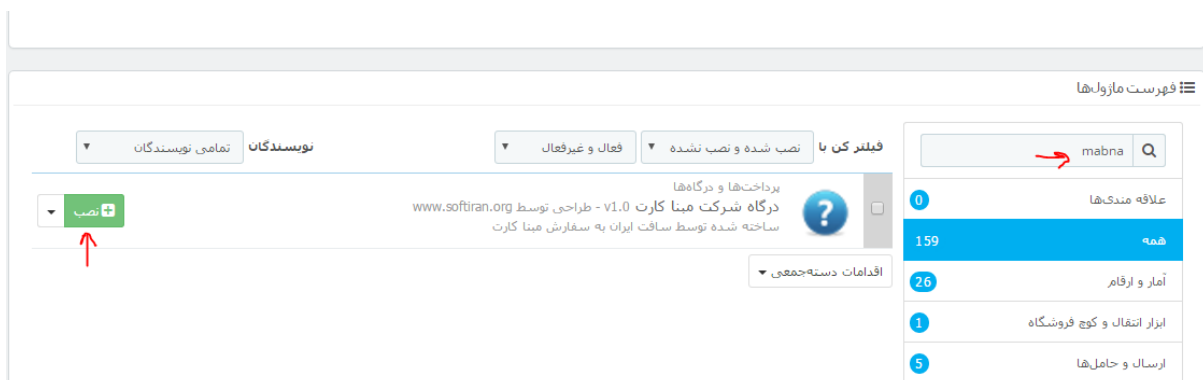 فهرست ماژول‌ها
mabna
علاقه مندی‌ها 0
همه 159
آمار و ارقام 26
ابزار انتقال و کوچ فروشگاه 1
ارسال و حامل‌ها 5
فیلتر کن با نصب شده و نصب نشده فعال و غیرفعال نویسندگان تمامی نویسندگان
پرداخت‌ها و درگاه‌ها
درگاه شرکت مبنا کارت v1.0 - طراحی توسط www.softiran.org
ساخته شده توسط سافت ایران به سفارش مبنا کارت
نصب
اقدامات دسته‌جمعی